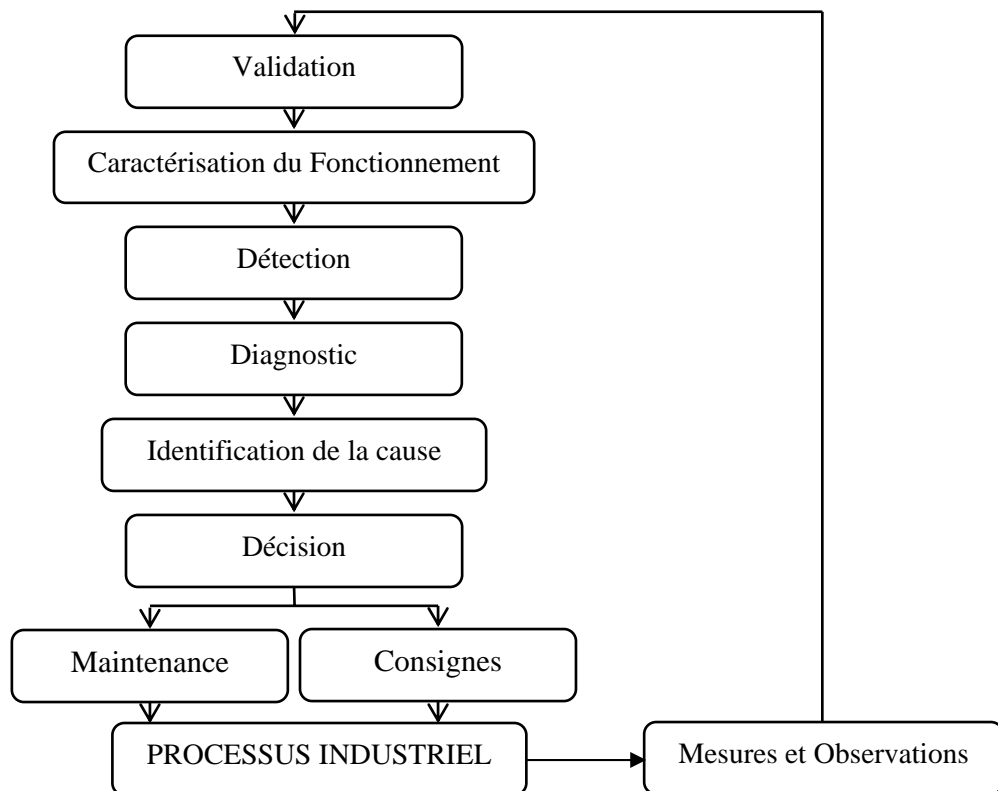 Validation
Caractérisation du Fonctionnement
Détection
Diagnostic
Identification de la cause
Décision
Maintenance
Consignes
PROCESSUS INDUSTRIEL
Mesures et Observations